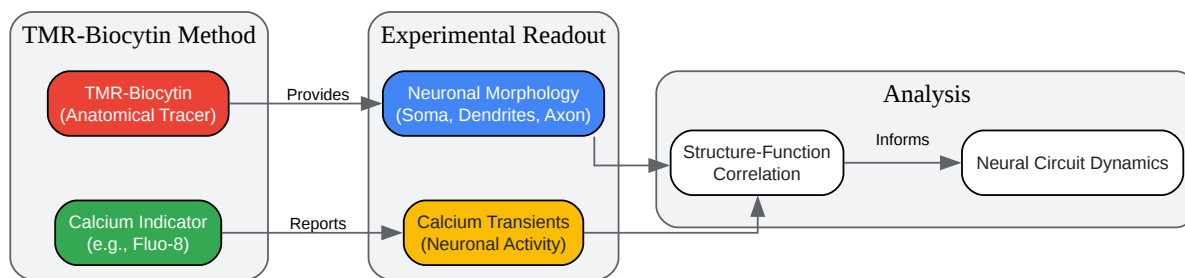 TMR-Biocytin Method
TMR-Biocytin
(Anatomical Tracer)
Calcium Indicator
(e.g., Fluo-8)
Provides
Reports
Experimental Readout
Neuronal Morphology
(Soma, Dendrites, Axon)
Calcium Transients
(Neuronal Activity)
Analysis
Structure-Function
Correlation
Informs
Neural Circuit Dynamics